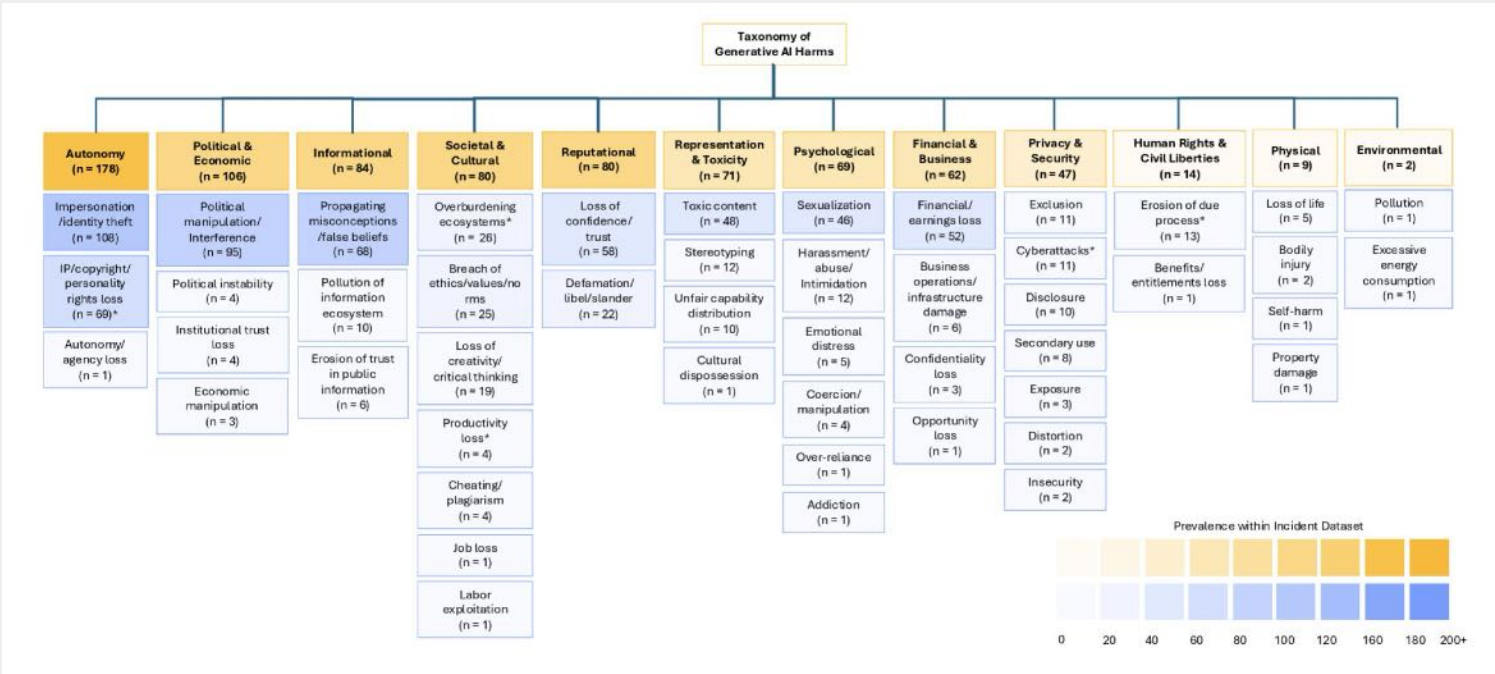 Taxonomy of
Generative AI Harms
Autonomy
(n = 178)
Impersonation
/identity theft
(n = 108)
IP/copyright/
personality
rights loss
(n = 69)*
Autonomy/
agency loss
(n = 1)
Political &
Economic
(n = 106)
Political
manipulation/
Interference
(n = 95)
Political instability
(n = 4)
Institutional trust
loss
(n = 4)
Economic
manipulation
(n = 3)
Informational
(n = 84)
Propagating
misconceptions
/false beliefs
(n = 68)
Pollution of
information
ecosystem
(n = 10)
Erosion of trust
in public
information
(n = 6)
Societal &
Cultural
(n = 80)
Overburdening
ecosystems*
(n = 26)
Breach of
ethics/values/no
rms
(n = 25)
Loss of
creativity/
critical thinking
(n = 19)
Productivity
loss*
(n = 4)
Cheating/
plagiarism
(n = 4)
Job loss
(n = 1)
Labor
exploitation
(n = 1)
Reputational
(n = 80)
Loss of
confidence/
trust
(n = 58)
Defamation/
libel/slander
(n = 22)
Representation
& Toxicity
(n = 71)
Toxic content
(n = 48)
Stereotyping
(n = 12)
Unfair capability
distribution
(n = 10)
Cultural
dispossession
(n = 1)
Psychological
(n = 69)
Sexualization
(n = 46)
Harassment/
abuse/
Intimidation
(n = 12)
Emotional
distress
(n = 5)
Coercion/
manipulation
(n = 4)
Over-reliance
(n = 1)
Addiction
(n = 1)
Financial &
Business
(n = 62)
Financial/
earnings loss
(n = 52)
Business
operations/
infrastructure
damage
(n = 6)
Confidentiality
loss
(n = 3)
Opportunity
loss
(n = 1)
Privacy &
Security
(n = 47)
Exclusion
(n = 11)
Cyberattacks*
(n = 11)
Disclosure
(n = 10)
Secondary use
(n = 8)
Exposure
(n = 3)
Distortion
(n = 2)
Insecurity
(n = 2)
Human Rights &
Civil Liberties
(n = 14)
Erosion of due
process*
(n = 13)
Benefits/
entitlements loss
(n = 1)
Physical
(n = 9)
Loss of life
(n = 5)
Bodily
injury
(n = 2)
Self-harm
(n = 1)
Property
damage
(n = 1)
Environmental
(n = 2)
Pollution
(n = 1)
Excessive
energy
consumption
(n = 1)
Prevalence within Incident Dataset
0 20 40 60 80 100 120 160 180 200+